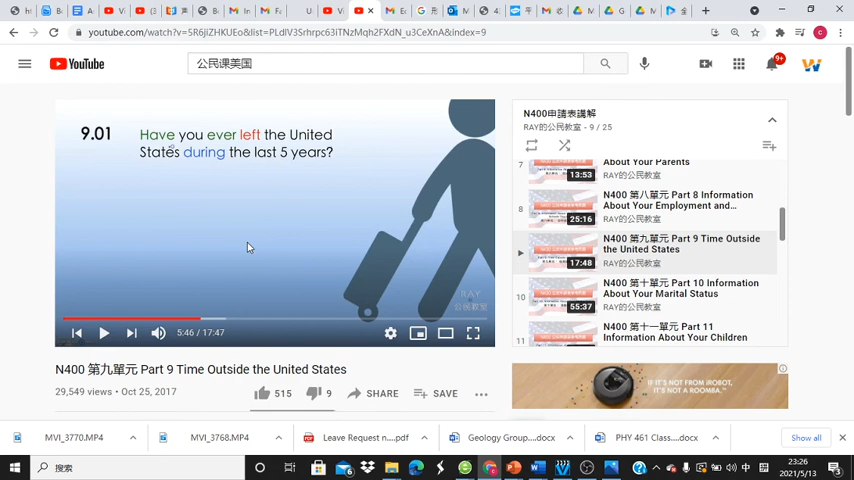 youtube.com/watch?v=5R6jiZHKUEo&list=PLdIV3Srhrpc63iTNzMqh2FXdN_u3CeXnA&index=9
YouTube
公民课美国
9+
9.01
Have you ever left the United
States during the last 5 years?
RAY
公民教室
5:46 / 17:47
N400 第九單元 Part 9 Time Outside the United States
29,549 views • Oct 25, 2017
515
9
SHARE
SAVE
N400申請表講解
RAY的公民教室 - 9 / 25
7
About Your Parents
13:53
RAY的公民教室
8
N400 第八單元 Part 8 Information
About Your Employment and...
25:16
RAY的公民教室
N400 第九單元 Part 9 Time Outside
the United States
17:48
RAY的公民教室
10
N400 第十單元 Part 10 Information
About Your Marital Status
55:37
RAY的公民教室
11
N400 第十一單元 Part 11
Information About Your Children
IF IT'S NOT FROM iROBOT,
IT'S NOT A ROOMBA.
MVI_3770.MP4
MVI_3768.MP4
Leave Request n....pdf
Geology Group....docx
PHY 461 Class....docx
Show all
搜索
中
23:26
2021/5/13
3